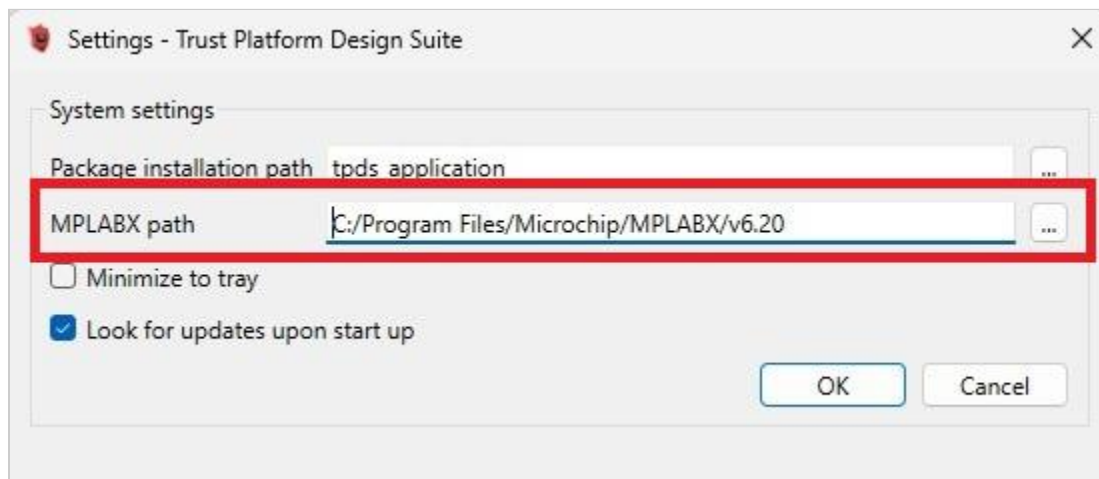 Settings - Trust Platform Design Suite
System settings
Package installation path tpds_application ...
MPLABX path C:/Program Files/Microchip/MPLABX/v6.20 ...
Minimize to tray
Look for updates upon start up
OK Cancel